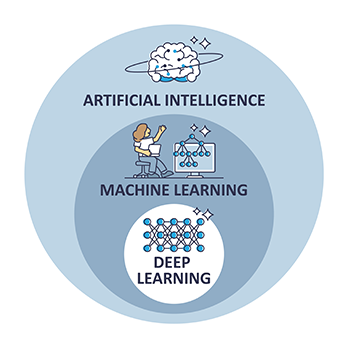 ARTIFICIAL INTELLIGENCE
MACHINE LEARNING
DEEP
LEARNING